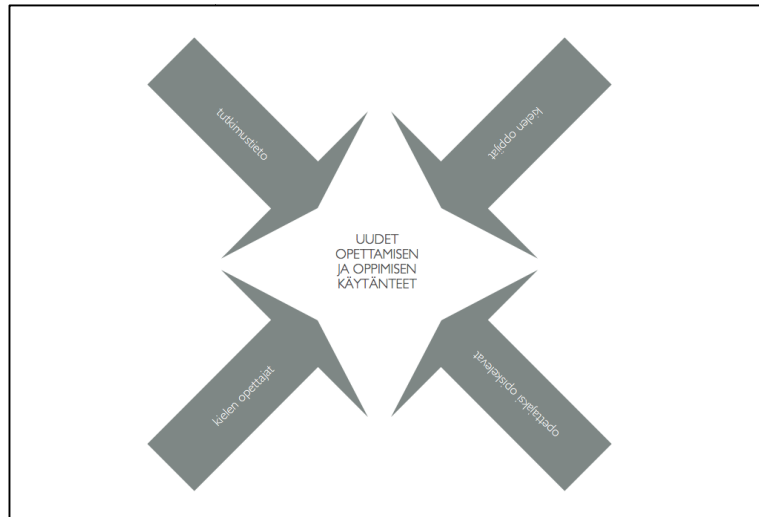 tutkimustieto
kielen oppijat
UUDET
OPETTAMISEN
JA OPPIMISEN
KÄYTÄNTEET
kielen opettajat
opettajaksi opiskelevat